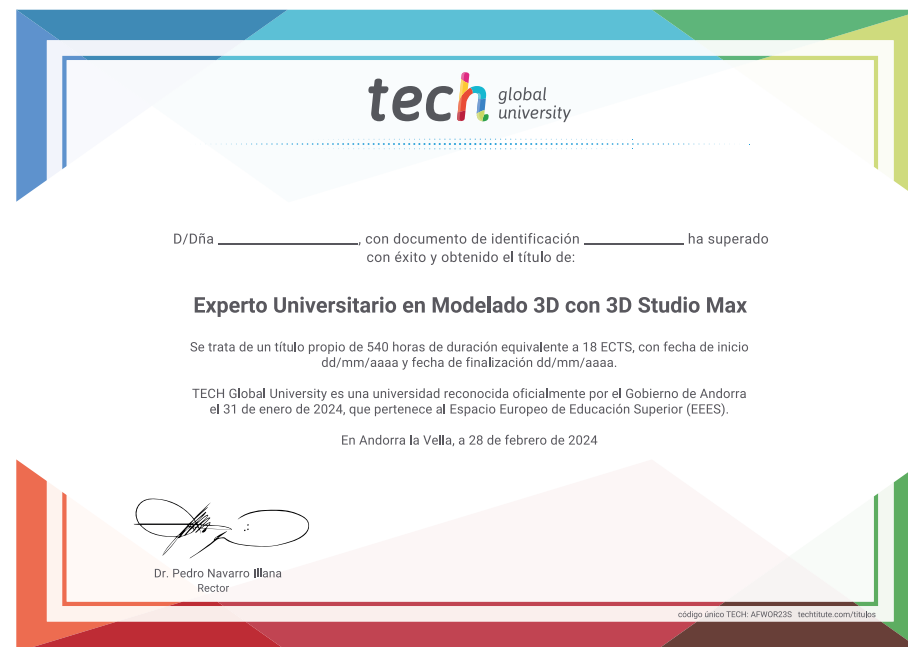 tech global university
D/Dña ________________, con documento de identificación ____________ ha superado
con éxito y obtenido el título de:
Experto Universitario en Modelado 3D con 3D Studio Max
Se trata de un título propio de 540 horas de duración equivalente a 18 ECTS, con fecha de inicio
dd/mm/aaaa y fecha de finalización dd/mm/aaaa.
TECH Global University es una universidad reconocida oficialmente por el Gobierno de Andorra
el 31 de enero de 2024, que pertenece al Espacio Europeo de Educación Superior (EEES).
En Andorra la Vella, a 28 de febrero de 2024
Dr. Pedro Navarro Illana
Rector
código único TECH: AFWOR23S techtitute.com/titulos